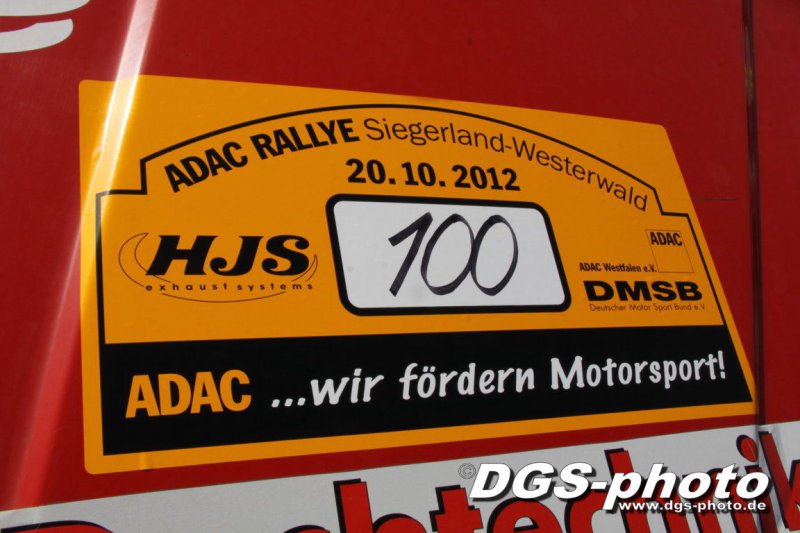 ADAC RALLYE Siegerland-Westerwald
20.10.2012
HJS
exhaust systems
100
ADAC
ADAC Westfalen e.V.
DMSB
Deutscher Motor Sport Bund e.V.
ADAC ...wir fördern Motorsport!
©DGS-photo
www.dgs-photo.de